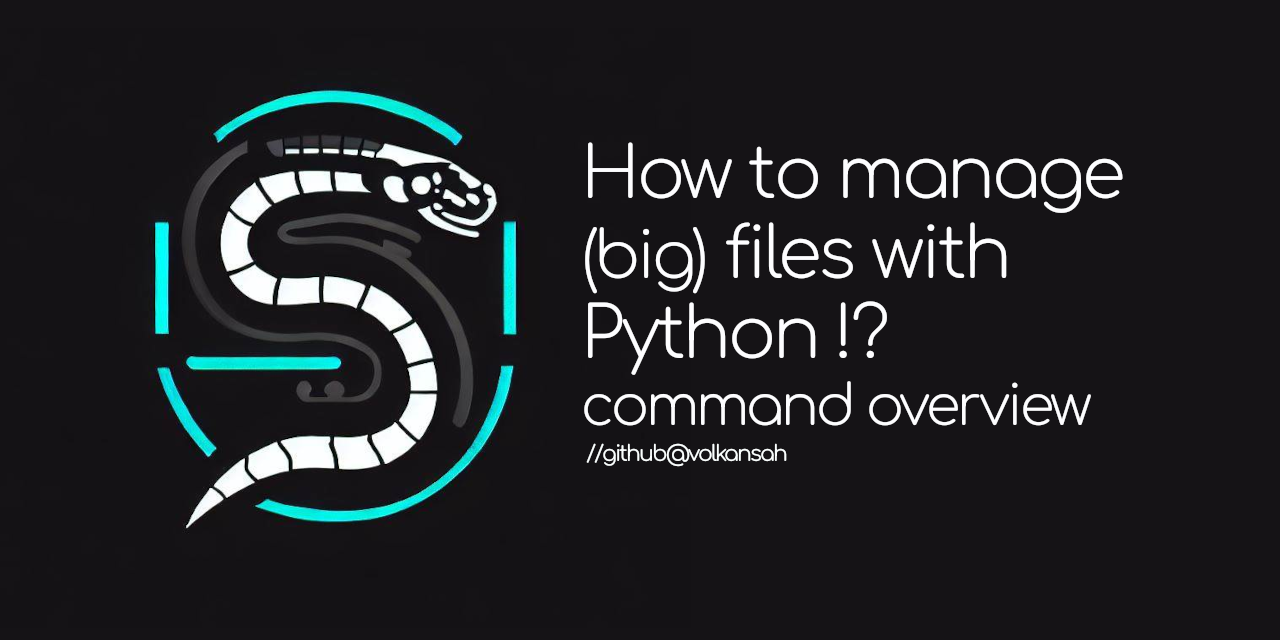 How to manage
(big) files with
Python !?
command overview
//github@volkansah